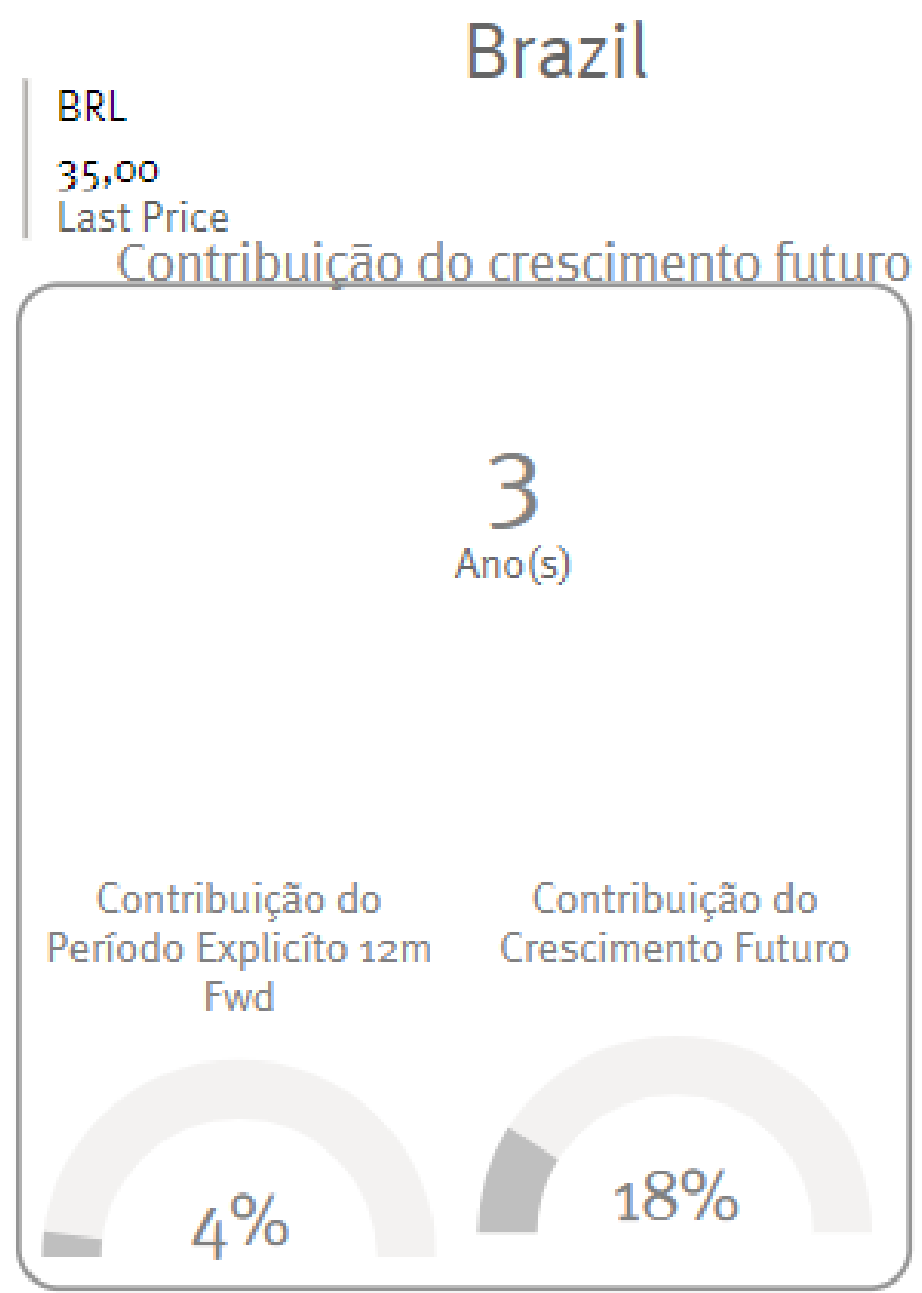 Brazil
BRL
35,00
Last Price
Contribuição do crescimento futuro
3
Ano(s)
Contribuição do
Período Explicíto 12m
Fwd
Contribuição do
Crescimento Futuro
4%
18%